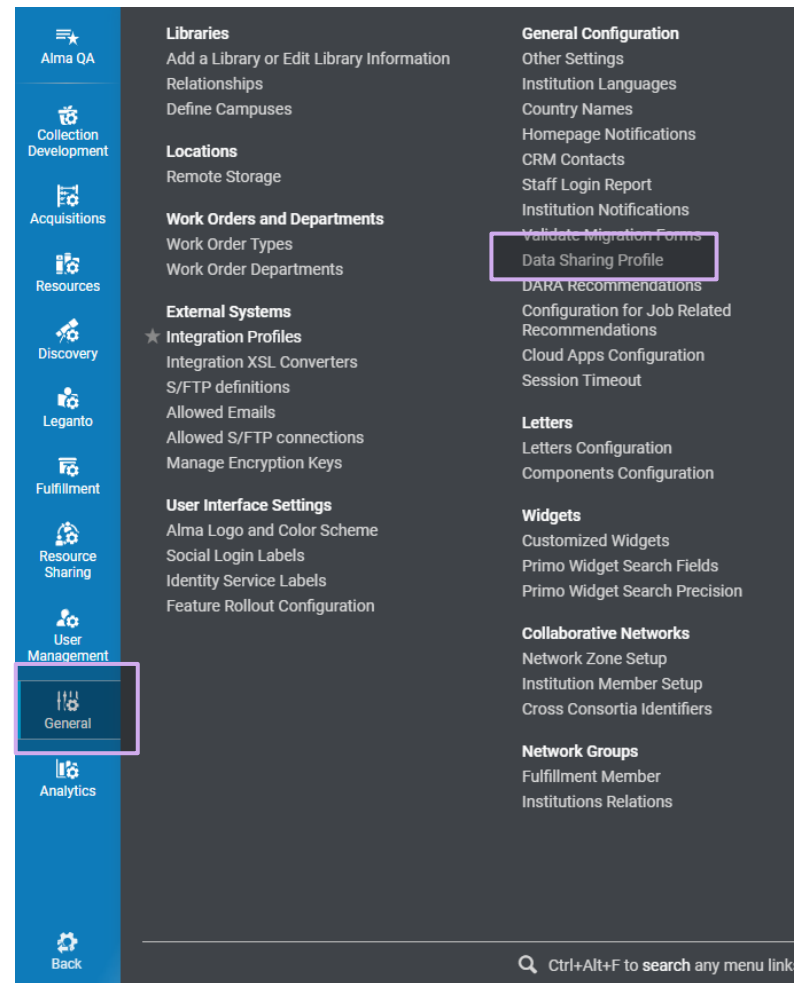 Alma QA
Collection
Development
Acquisitions
Resources
Discovery
Leganto
Fulfillment
Resource
Sharing
User
Management
General
Analytics
Back
Libraries
Add a Library or Edit Library Information
Relationships
Define Campuses
Locations
Remote Storage
Work Orders and Departments
Work Order Types
Work Order Departments
External Systems
Integration Profiles
Integration XSL Converters
S/FTP definitions
Allowed Emails
Allowed S/FTP connections
Manage Encryption Keys
User Interface Settings
Alma Logo and Color Scheme
Social Login Labels
Identity Service Labels
Feature Rollout Configuration
General Configuration
Other Settings
Institution Languages
Country Names
Homepage Notifications
CRM Contacts
Staff Login Report
Institution Notifications
Validate Migration Forms
Data Sharing Profile
DARA Recommendations
Configuration for Job Related
Recommendations
Cloud Apps Configuration
Session Timeout
Letters
Letters Configuration
Components Configuration
Widgets
Customized Widgets
Primo Widget Search Fields
Primo Widget Search Precision
Collaborative Networks
Network Zone Setup
Institution Member Setup
Cross Consortia Identifiers
Network Groups
Fulfillment Member
Institutions Relations
Ctrl+Alt+F to search any menu link